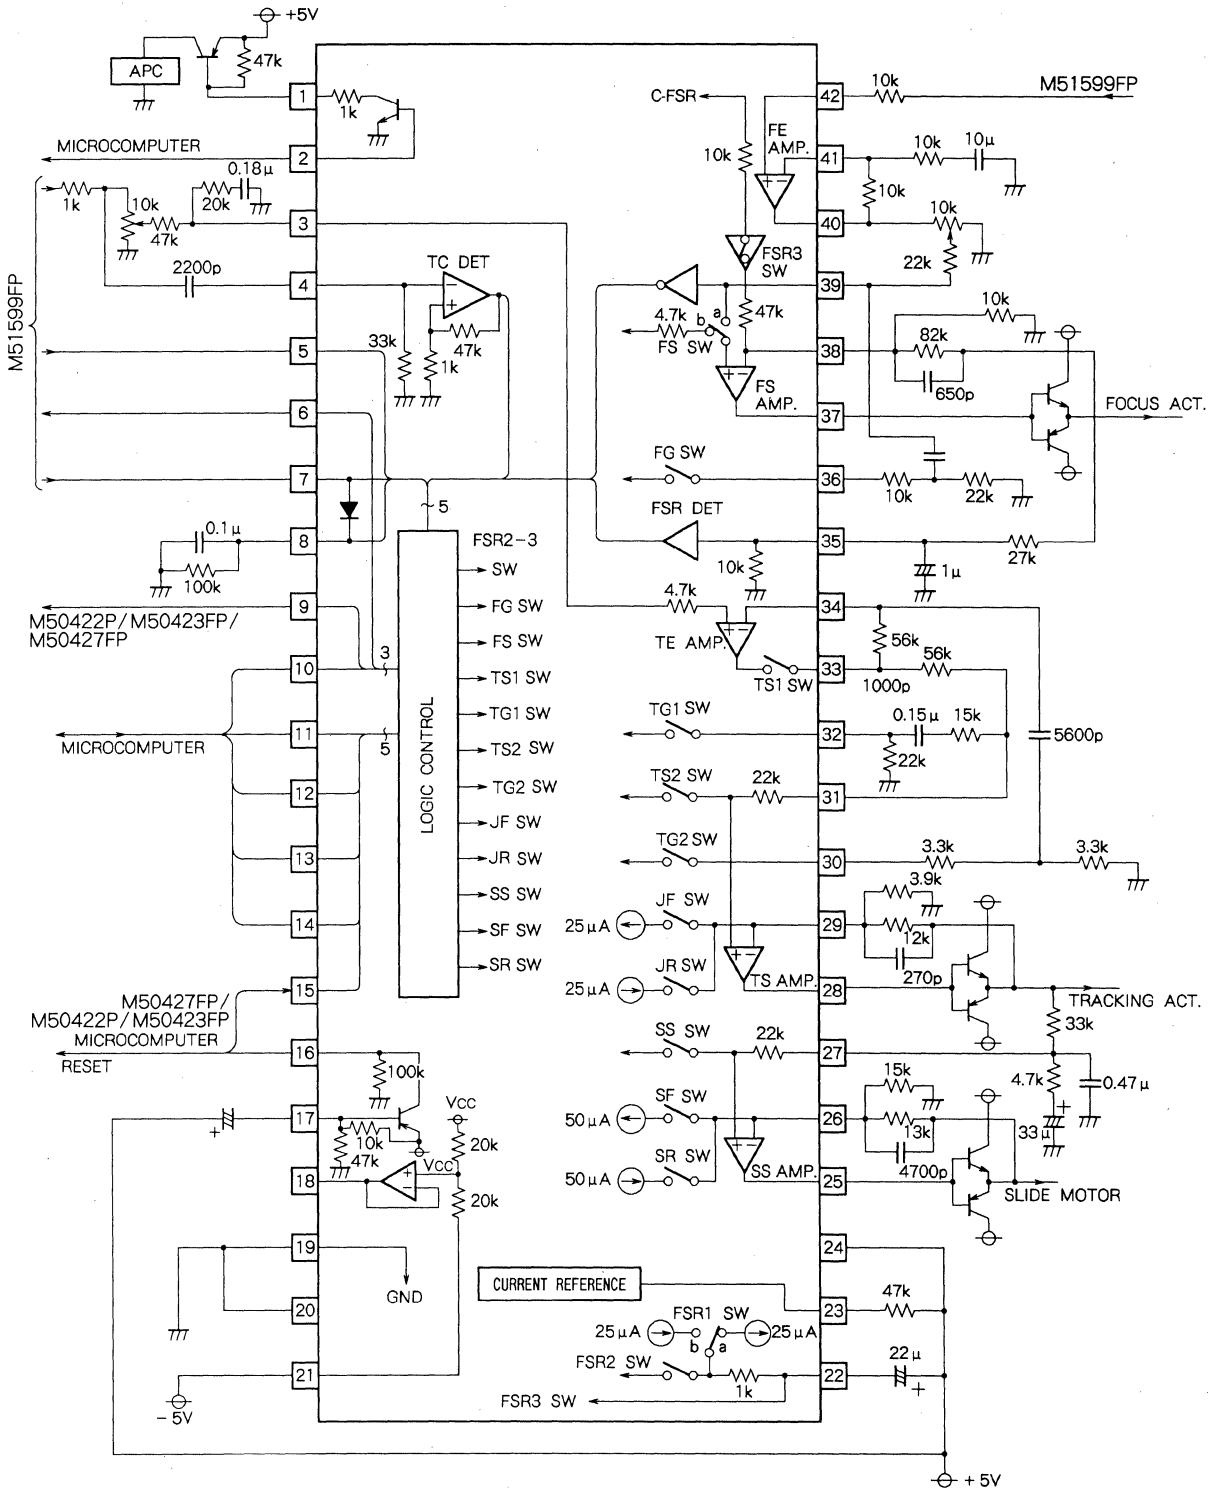 +5V
47k
APC
1
1k
MICROCOMPUTER
2
0.18μ
1k
10k
20k
47k
3
2200p
4
TC DET
33k
47k
1k
M51599FP
5
6
7
5
0.1μ
8
100k
FSR2-3
SW
9
FG SW
M50422P/M50423FP/
M50427FP
FS SW
3
10
TS1 SW
TG1 SW
11
MICROCOMPUTER
5
TS2 SW
12
TG2 SW
LOGIC CONTROL
JF SW
13
JR SW
SS SW
14
SF SW
SR SW
15
M50427FP/
M50422P/M50423FP
MICROCOMPUTER
RESET
16
100k
17
+
10k
47k
VCC
VCC
20k
18
+
−
20k
19
GND
20
21
-5V
C-FSR
10k
FE
AMP.
+−
42
10k
M51599FP
41
10k
10μ
10k
40
10k
FSR3
SW
22k
39
a
b
4.7k
FS SW
47k
10k
38
82k
650p
+−
FS
AMP.
37
FOCUS ACT.
FG SW
36
10k
22k
FSR DET
35
10k
27k
1μ
4.7k
34
+−
TE AMP.
56k
33
TS1 SW
1000p
56k
TG1 SW
32
0.15μ
15k
22k
5600p
TS2 SW
22k
31
TG2 SW
30
3.3k
3.3k
3.9k
JF SW
25μA
29
12k
270p
+−
JR SW
25μA
TS AMP.
28
TRACKING ACT.
33k
SS SW
22k
27
4.7k
0.47μ
+
33μ
15k
SF SW
50μA
26
13k
4700p
+−
SR SW
50μA
SS AMP.
25
SLIDE MOTOR
24
CURRENT REFERENCE
23
47k
FSR1 SW
25μA
b
a
25μA
FSR2 SW
1k
22
22μ
+
FSR3 SW
+5V